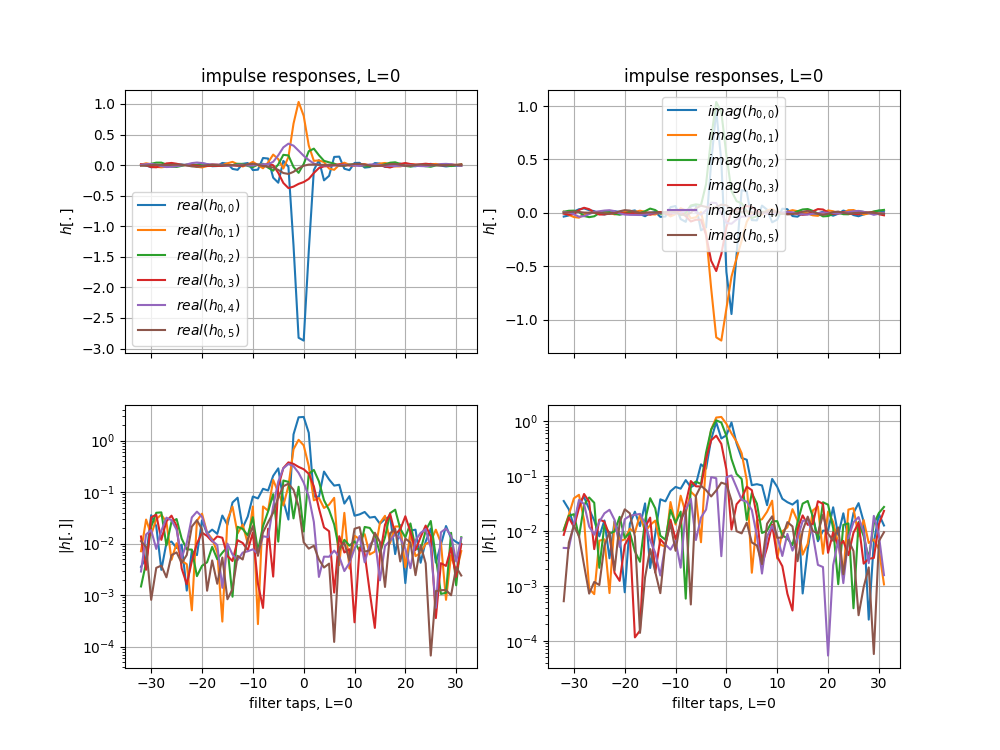 impulse responses, L=0
impulse responses, L=0
1.0
0.5
0.0
−0.5
−1.0
−1.5
−2.0
−2.5
−3.0
h[.]
real(h0,0)
real(h0,1)
real(h0,2)
real(h0,3)
real(h0,4)
real(h0,5)
1.0
0.5
0.0
−0.5
−1.0
h[.]
imag(h0,0)
imag(h0,1)
imag(h0,2)
imag(h0,3)
imag(h0,4)
imag(h0,5)
10^0
10^−1
10^−2
10^−3
10^−4
|h[.]|
−30 −20 −10 0 10 20 30
filter taps, L=0
10^0
10^−1
10^−2
10^−3
10^−4
|h[.]|
−30 −20 −10 0 10 20 30
filter taps, L=0